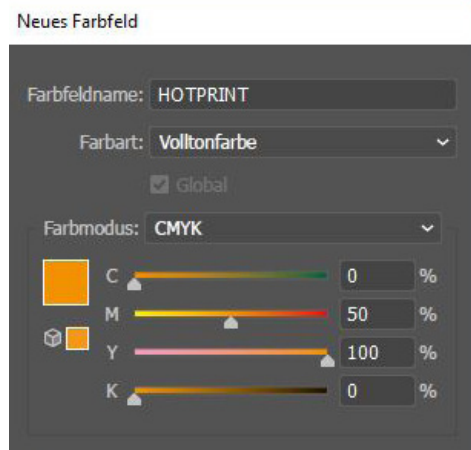 Neues Farbfeld
Farbfeldname: HOTPRINT
Farbart: Volltonfarbe
Global
Farbmodus: CMYK
C 0 %
M 50 %
Y 100 %
K 0 %